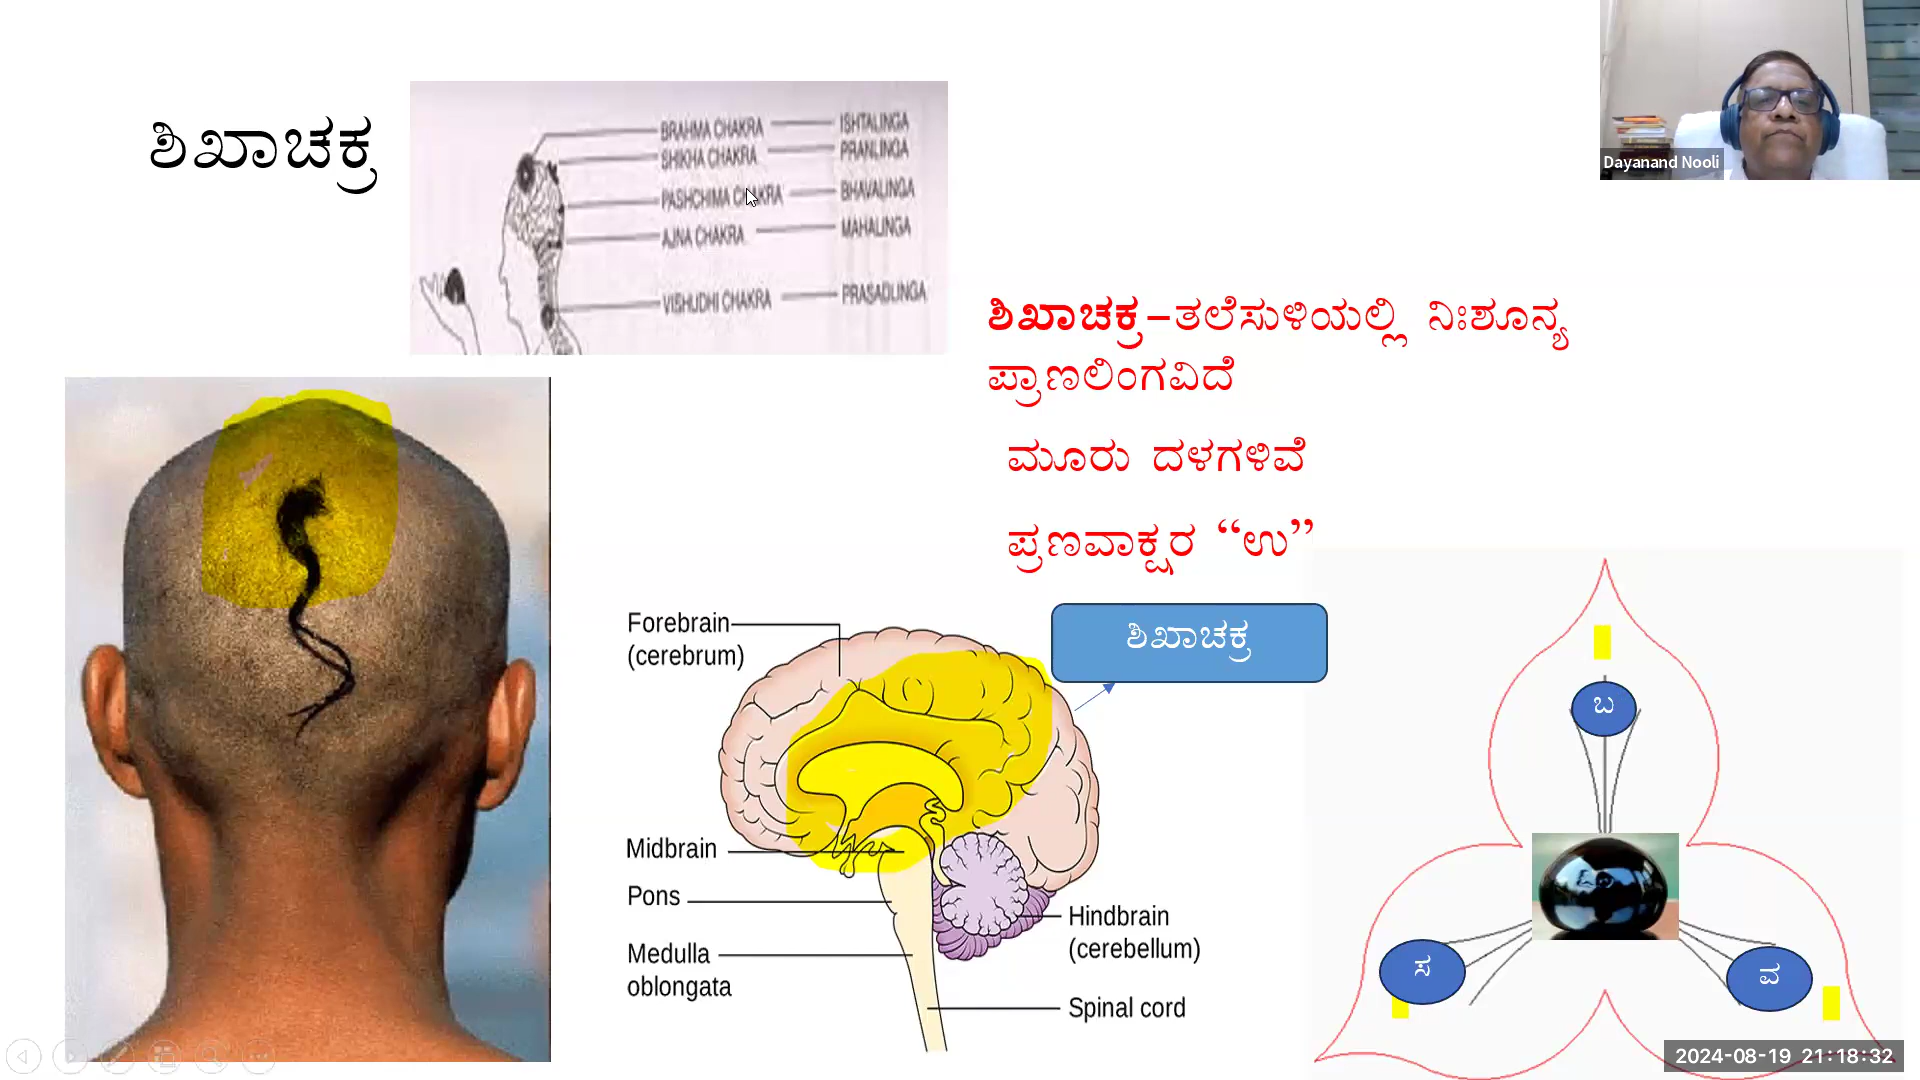 ಶಿಖಾಚಕ್ರ
BRAHMA CHAKRA ISHTALINGA
SHIKHA CHAKRA PRANLINGA
PASHCHIMA CHAKRA BHAVALINGA
AJNA CHAKRA MAHALINGA
VISHUDHI CHAKRA PRASADLINGA
Dayanand Nooli
ಶಿಖಾಚಕ್ರ-ತಲೆಸುಳಿಯಲ್ಲಿ ನಿಃಶೂನ್ಯ
ಪ್ರಾಣಲಿಂಗವಿದೆ
ಮೂರು ದಳಗಳಿವೆ
ಪ್ರಣವಾಕ್ಷರ “ಉ”
Forebrain
(cerebrum)
ಶಿಖಾಚಕ್ರ
Midbrain
Pons
Medulla
oblongata
Hindbrain
(cerebellum)
Spinal cord
ಬ
ಸ
ವ
2024-08-19 21:18:32